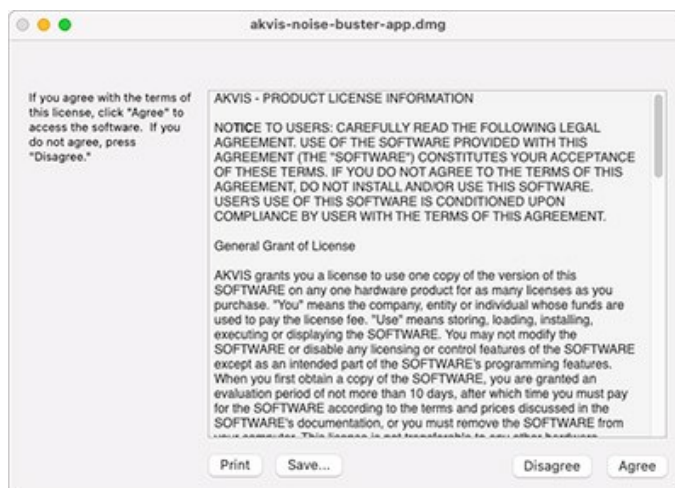 akvis-noise-buster-app.dmg
If you agree with the terms of
this license, click "Agree" to
access the software. If you
do not agree, press
"Disagree."
AKVIS - PRODUCT LICENSE INFORMATION
NOTICE TO USERS: CAREFULLY READ THE FOLLOWING LEGAL
AGREEMENT. USE OF THE SOFTWARE PROVIDED WITH THIS
AGREEMENT (THE "SOFTWARE") CONSTITUTES YOUR ACCEPTANCE
OF THESE TERMS. IF YOU DO NOT AGREE TO THE TERMS OF THIS
AGREEMENT, DO NOT INSTALL AND/OR USE THIS SOFTWARE.
USER'S USE OF THIS SOFTWARE IS CONDITIONED UPON
COMPLIANCE BY USER WITH THE TERMS OF THIS AGREEMENT.
General Grant of License
AKVIS grants you a license to use one copy of the version of this
SOFTWARE on any one hardware product for as many licenses as you
purchase. "You" means the company, entity or individual whose funds are
used to pay the license fee. "Use" means storing, loading, installing,
executing or displaying the SOFTWARE. You may not modify the
SOFTWARE or disable any licensing or control features of the SOFTWARE
except as an intended part of the SOFTWARE's programming features.
When you first obtain a copy of the SOFTWARE, you are granted an
evaluation period of not more than 10 days, after which time you must pay
for the SOFTWARE according to the terms and prices discussed in the
SOFTWARE's documentation, or you must remove the SOFTWARE from
your computer. This license is not transferable to any other hardware
Print Save... Disagree Agree